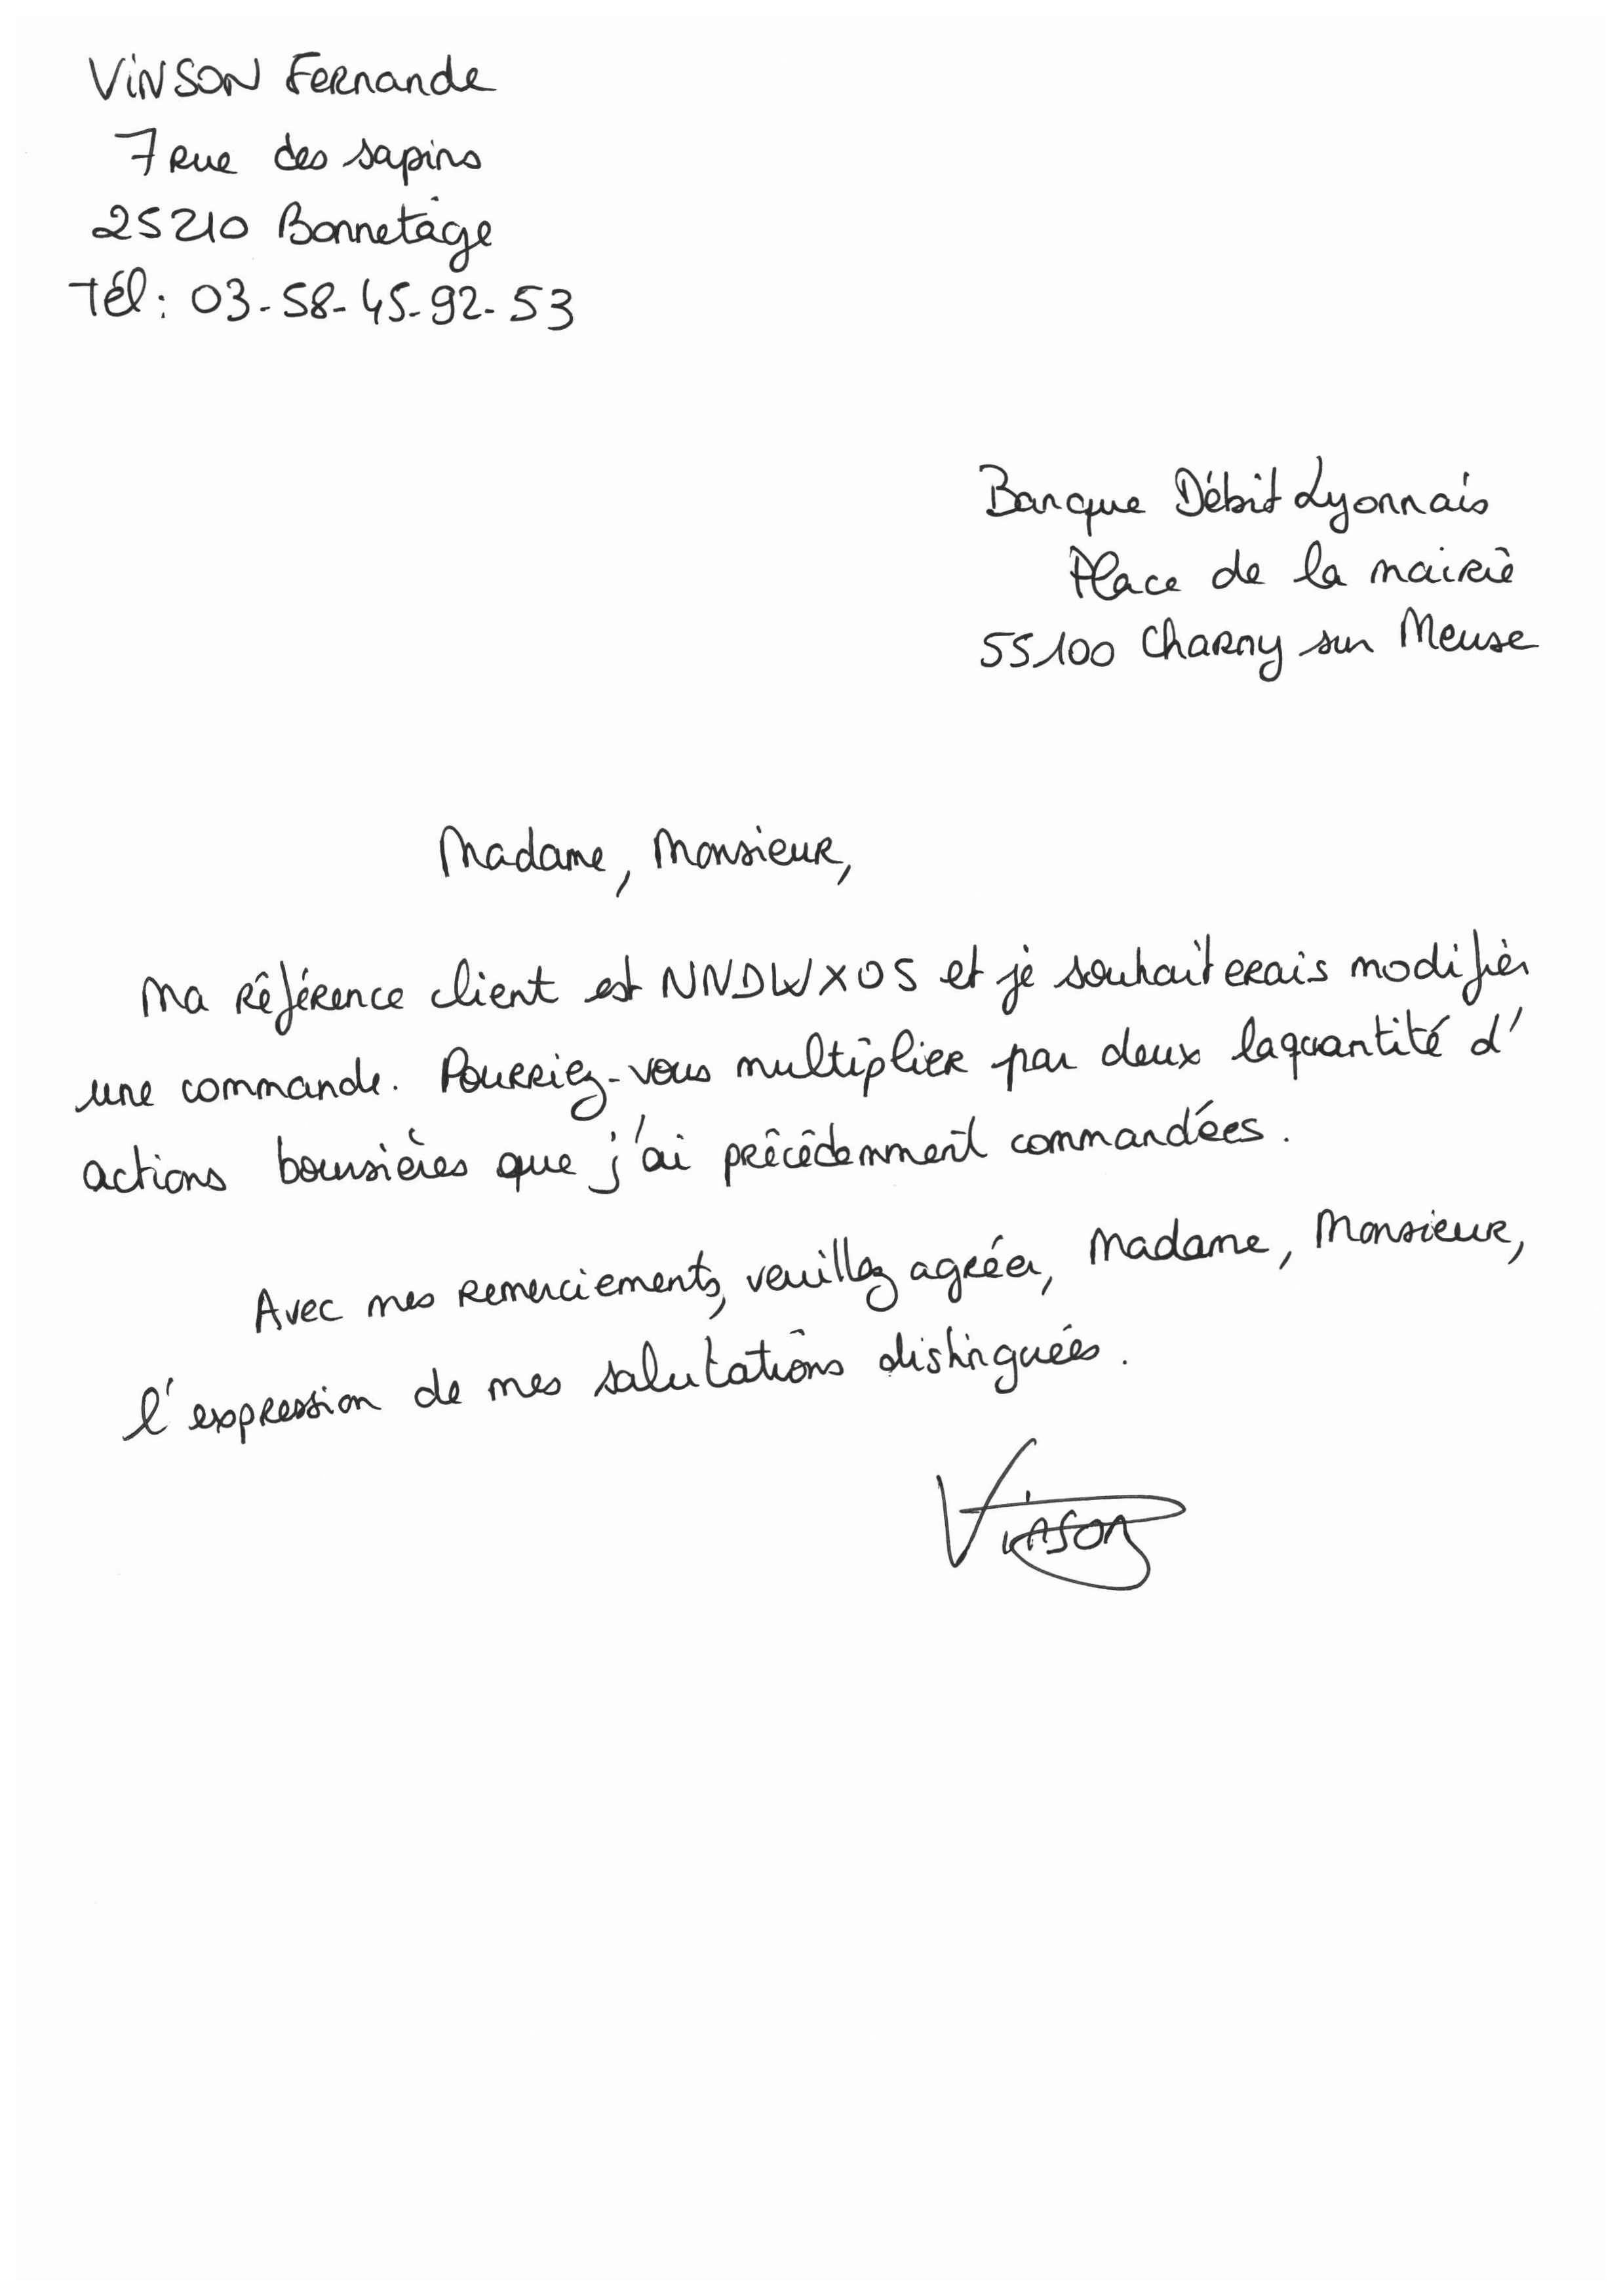 VINSON Fernande
7 rue des sapins
25210 Bonnetage
Tél : 03-58-45-92-53
Banque Débit Lyonnais
Place de la mairie
55100 Charny sur Meuse
Madame, Monsieur,
Ma référence client est NNDWXOS et je souhaiterais modifier
une commande. Pourriez-vous multiplier par deux la quantité d'
actions boursières que j'ai précédemment commandées.
Avec mes remerciements, veuillez agréer, Madame, Monsieur,
l'expression de mes salutations distinguées.
Vinson